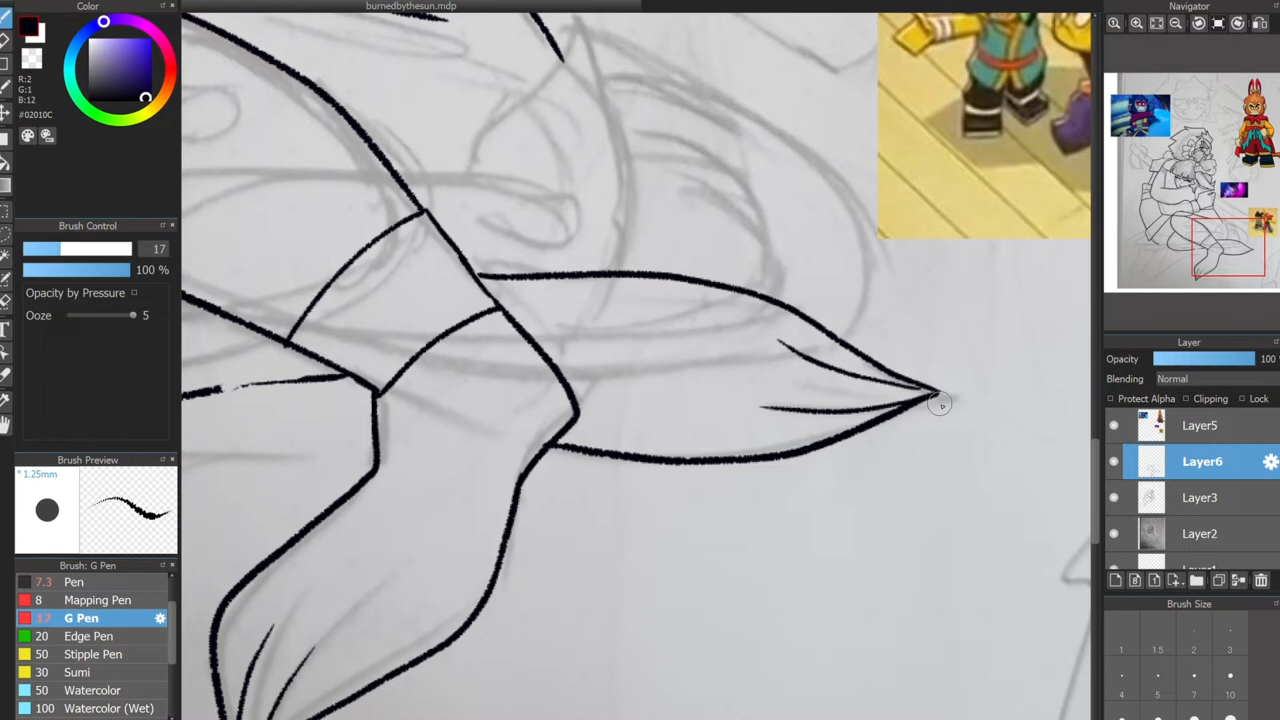 burnedbythesun.mdp
Color
R:2
G:1
B:12
#02010C
Brush Control
17
100 %
Opacity by Pressure
Ooze 5
Brush Preview
* 1.25mm
Brush: G Pen
7.3 Pen
8 Mapping Pen
17 G Pen
20 Edge Pen
50 Stipple Pen
30 Sumi
50 Watercolor
100 Watercolor (Wet)
Navigator
Layer
Opacity 100
Blending Normal
Protect Alpha Clipping Lock
Layer5
Layer6
Layer3
Layer2
Layer1
Brush Size
1 1.5 2 3
4 5 7 10